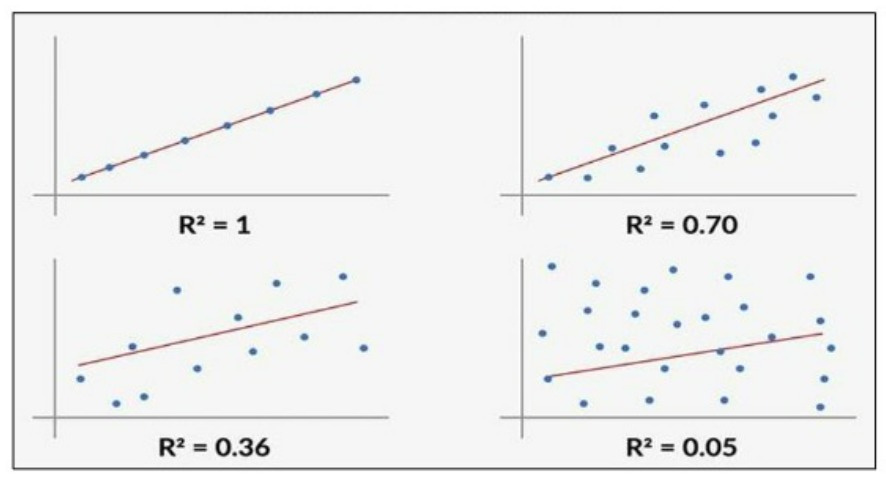 R² = 1
R² = 0.70
R² = 0.36
R² = 0.05